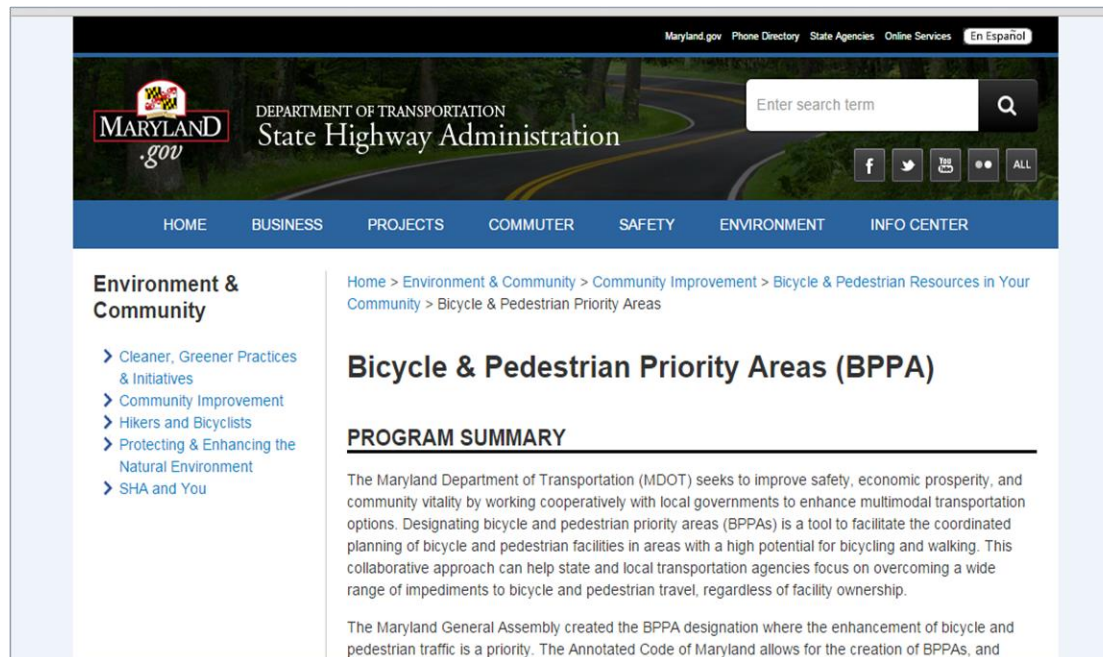 Maryland.gov Phone Directory State Agencies Online Services En Español
MARYLAND
.gov
DEPARTMENT OF TRANSPORTATION
State Highway Administration
Enter search term
f You Tube ALL
HOME BUSINESS PROJECTS COMMUTER SAFETY ENVIRONMENT INFO CENTER
Environment &
Community
Cleaner, Greener Practices
& Initiatives
Community Improvement
Hikers and Bicyclists
Protecting & Enhancing the
Natural Environment
SHA and You
Home > Environment & Community > Community Improvement > Bicycle & Pedestrian Resources in Your
Community > Bicycle & Pedestrian Priority Areas
Bicycle & Pedestrian Priority Areas (BPPA)
PROGRAM SUMMARY
The Maryland Department of Transportation (MDOT) seeks to improve safety, economic prosperity, and
community vitality by working cooperatively with local governments to enhance multimodal transportation
options. Designating bicycle and pedestrian priority areas (BPPAs) is a tool to facilitate the coordinated
planning of bicycle and pedestrian facilities in areas with a high potential for bicycling and walking. This
collaborative approach can help state and local transportation agencies focus on overcoming a wide
range of impediments to bicycle and pedestrian travel, regardless of facility ownership.
The Maryland General Assembly created the BPPA designation where the enhancement of bicycle and
pedestrian traffic is a priority. The Annotated Code of Maryland allows for the creation of BPPAs, and